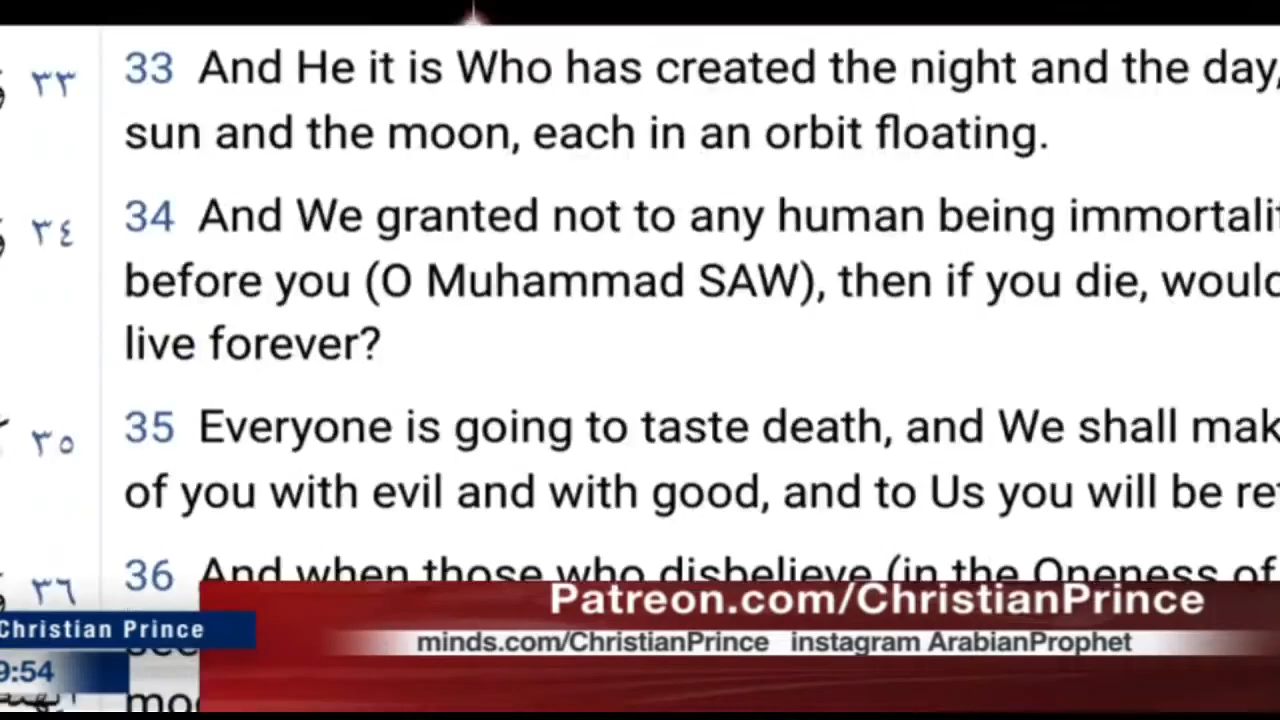 ٣٣ 33 And He it is Who has created the night and the day,
sun and the moon, each in an orbit floating.
٣٤ 34 And We granted not to any human being immortalit
before you (O Muhammad SAW), then if you die, would
live forever?
٣٥ 35 Everyone is going to taste death, and We shall mak
of you with evil and with good, and to Us you will be re
٣٦ 36 And when those who disbelieve (in the Oneness of
Patreon.com/ChristianPrince
Christian Prince
minds.com/ChristianPrince instagram ArabianProphet
9:54